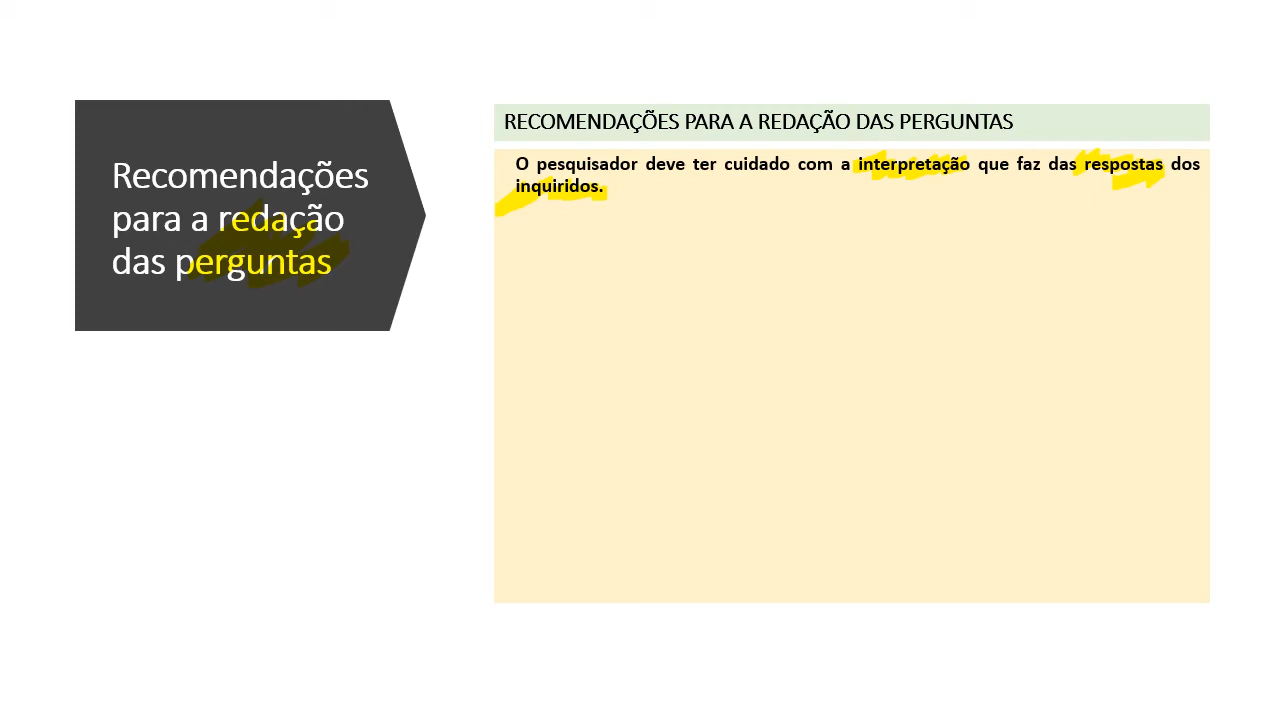 Recomendações
para a redação
das perguntas
RECOMENDAÇÕES PARA A REDAÇÃO DAS PERGUNTAS
O pesquisador deve ter cuidado com a interpretação que faz das respostas dos
inquiridos.